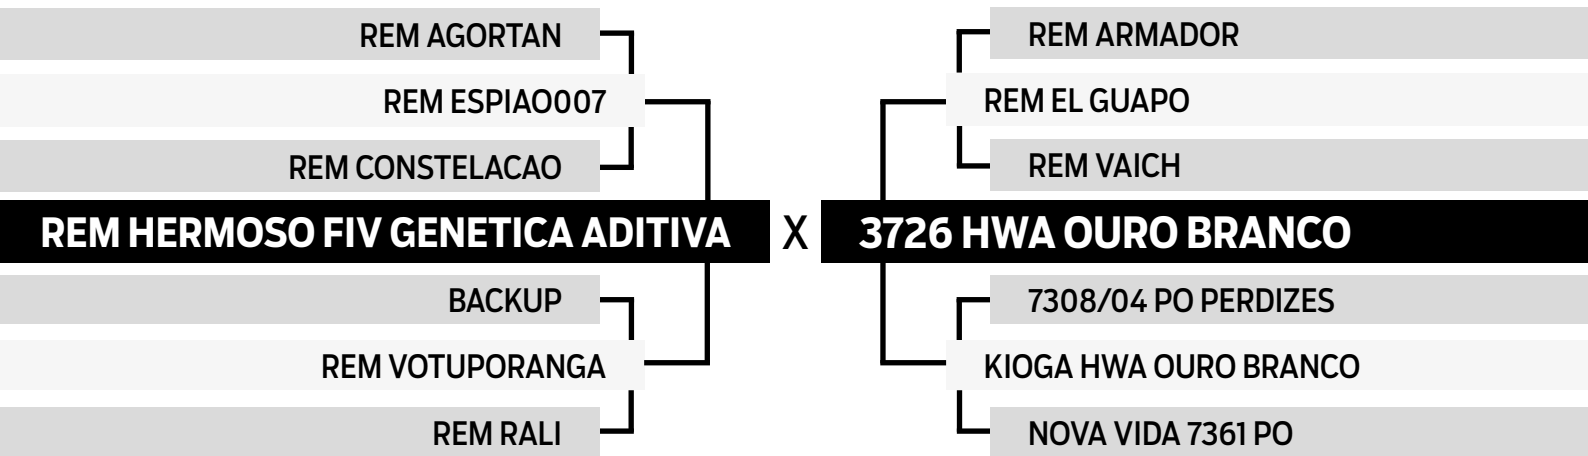 REM AGORTAN
REM ESPIAO007
REM CONSTELACAO
REM HERMOSO FIV GENETICA ADITIVA
BACKUP
REM VOTUPORANGA
REM RALI
X
REM ARMADOR
REM EL GUAPO
REM VAICH
3726 HWA OURO BRANCO
7308/04 PO PERDIZES
KIOGA HWA OURO BRANCO
NOVA VIDA 7361 PO